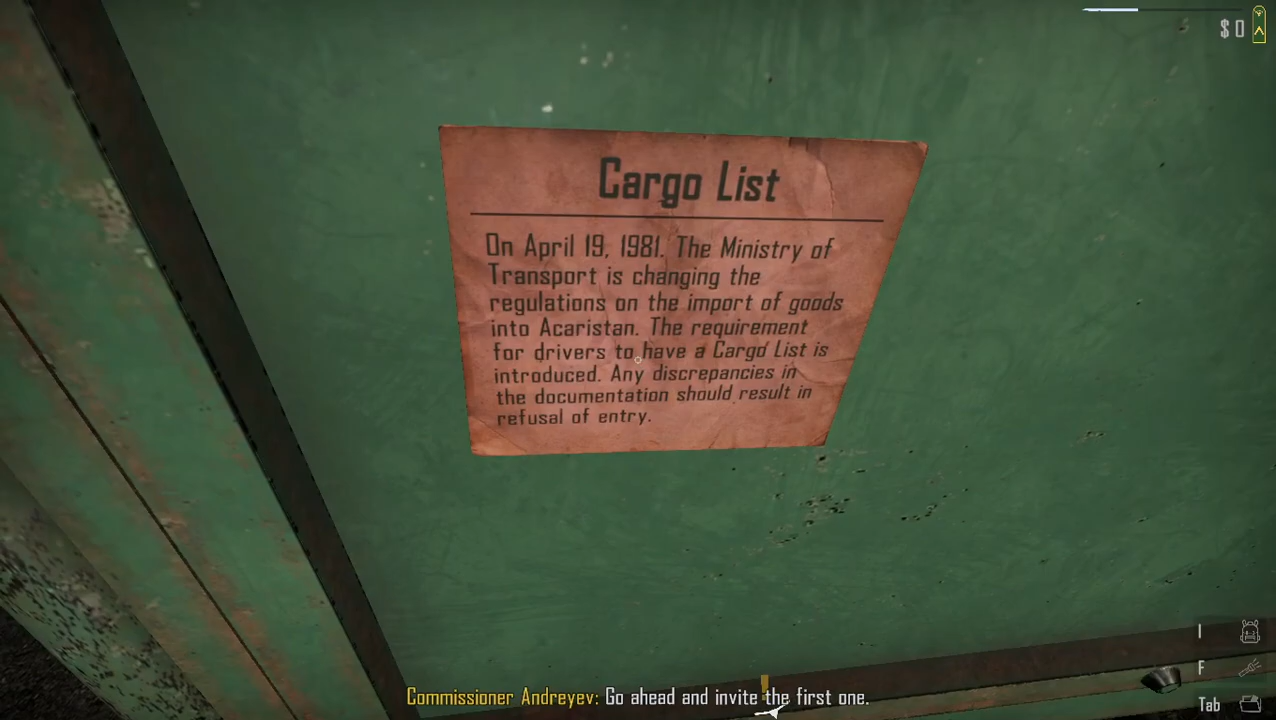 $0
Cargo List
On April 19, 1981. The Ministry of
Transport is changing the
regulations on the import of goods
into Acaristan. The requirement
for drivers to have a Cargo List is
introduced. Any discrepancies in
the documentation should result in
refusal of entry.
I
F
Tab
Commissioner Andreyev: Go ahead and invite the first one.